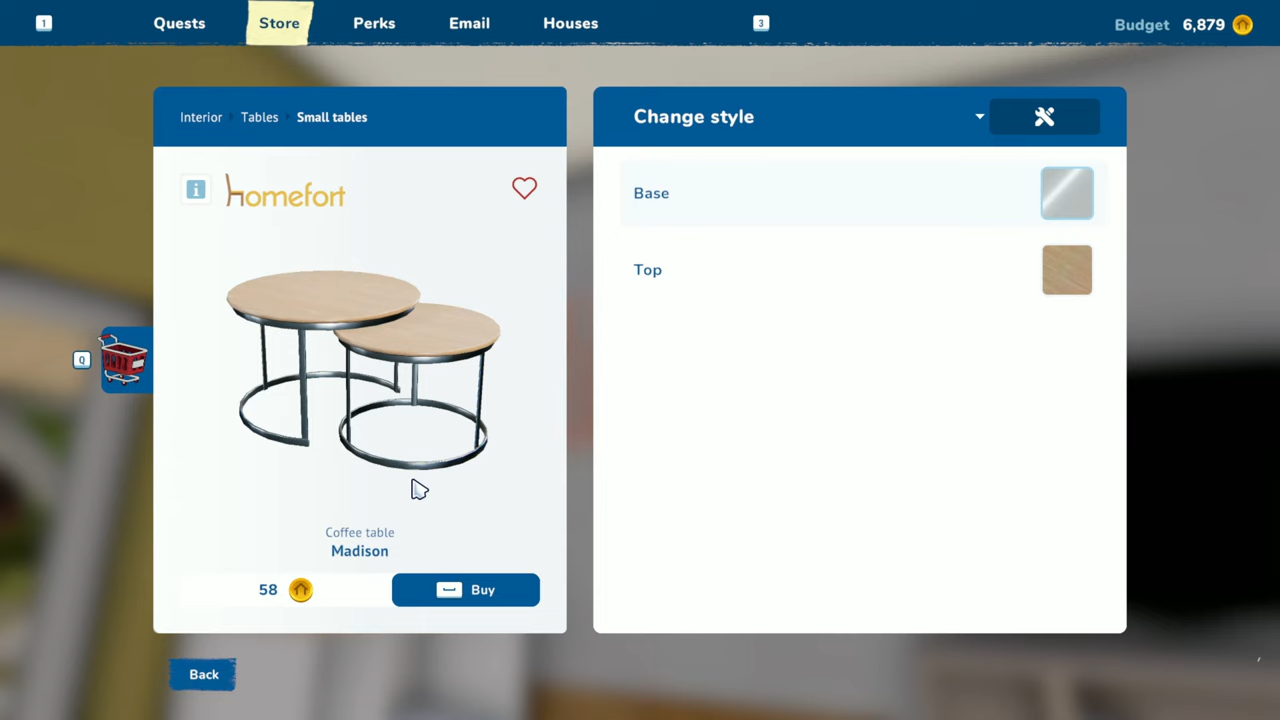 1
Quests
Store
Perks
Email
Houses
3
Budget 6,879
Interior Tables Small tables
homefort
Q
Coffee table
Madison
58
Buy
Back
Change style
Base
Top